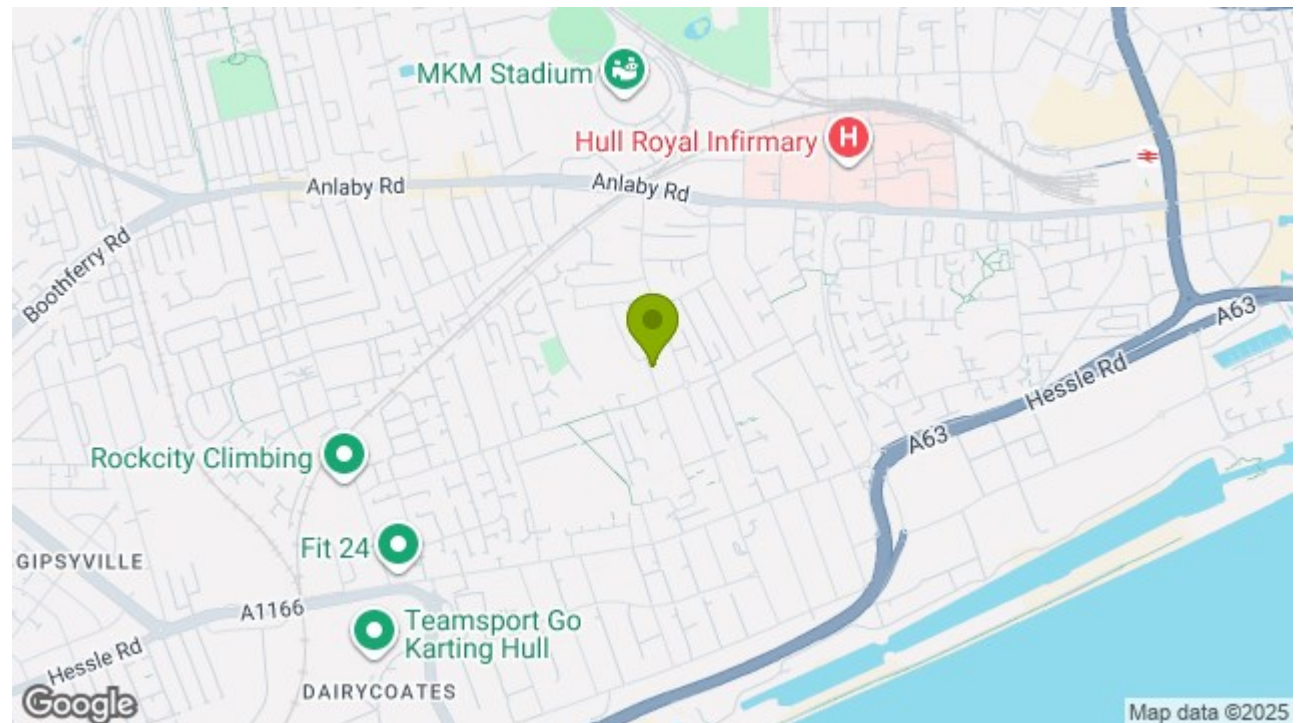 MKM Stadium
Hull Royal Infirmary
H
Anlaby Rd
Anlaby Rd
Boothferry Rd
A63
Hessle Rd
A63
Rockcity Climbing
Fit 24
GIPSYVILLE
A1166
Teamsport Go
Karting Hull
Hessle Rd
DAIRYCOATES
Google
Map data ©2025